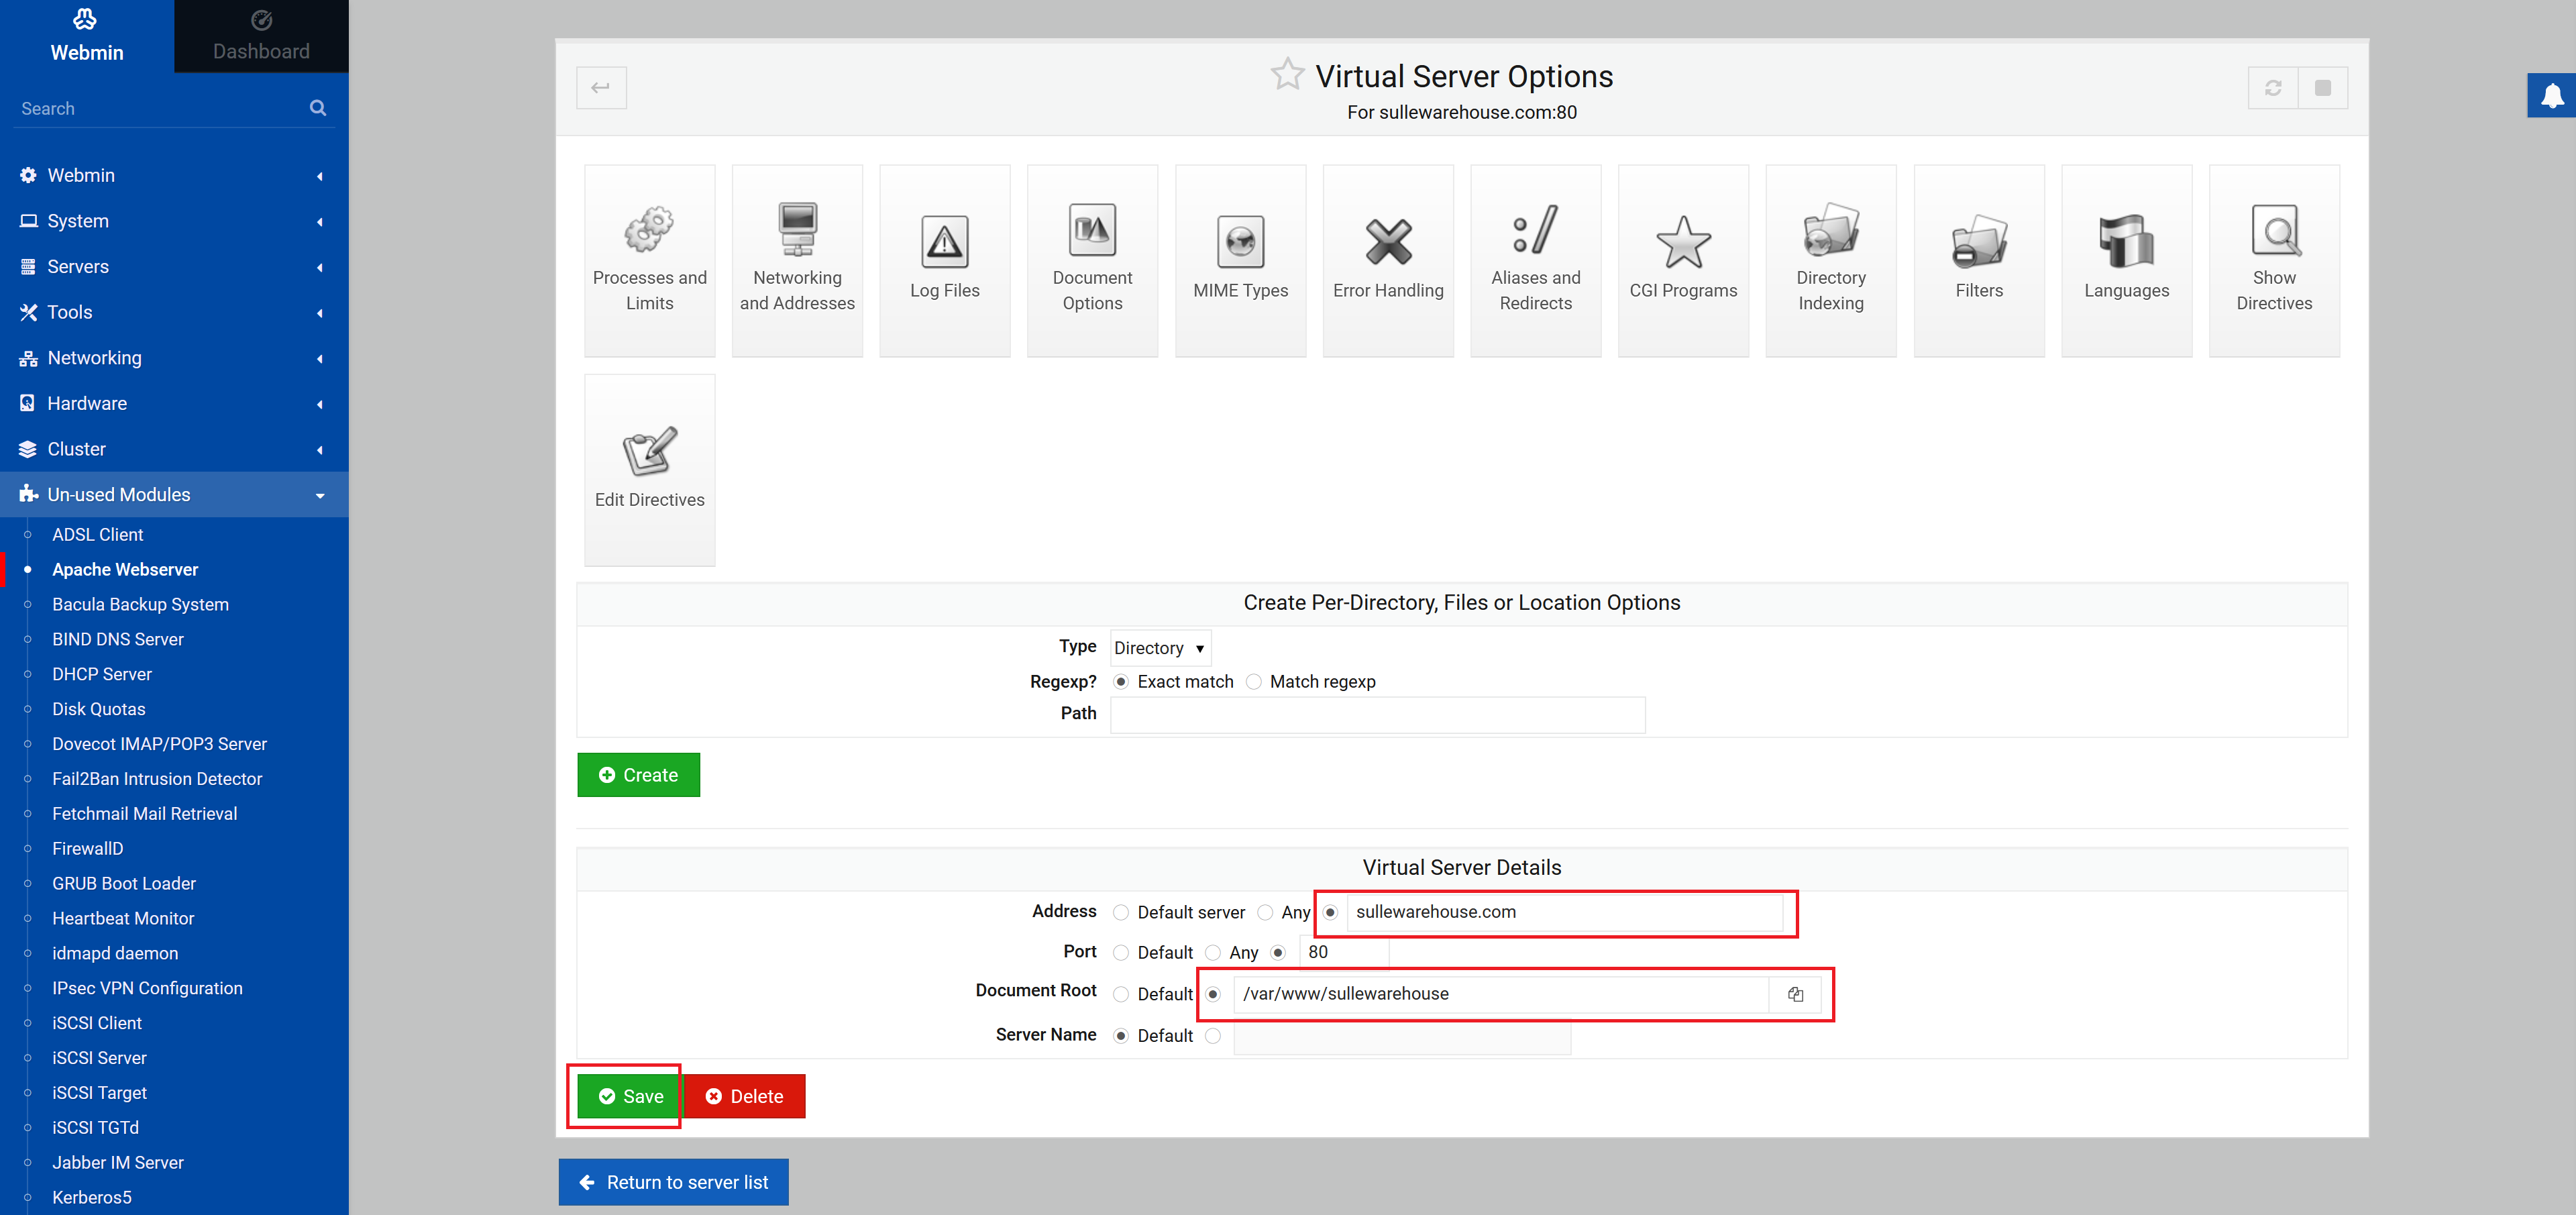 Webmin
Dashboard
Search
Webmin
System
Servers
Tools
Networking
Hardware
Cluster
Un-used Modules
ADSL Client
Apache Webserver
Bacula Backup System
BIND DNS Server
DHCP Server
Disk Quotas
Dovecot IMAP/POP3 Server
Fail2Ban Intrusion Detector
Fetchmail Mail Retrieval
FirewallD
GRUB Boot Loader
Heartbeat Monitor
idmapd daemon
IPsec VPN Configuration
iSCSI Client
iSCSI Server
iSCSI Target
iSCSI TGTd
Jabber IM Server
Kerberos5
Virtual Server Options
For sullewarehouse.com:80
Processes and
Limits
Networking
and Addresses
Log Files
Document
Options
MIME Types
Error Handling
Aliases and
Redirects
CGI Programs
Directory
Indexing
Filters
Languages
Show
Directives
Edit Directives
Create Per-Directory, Files or Location Options
Type Directory
Regexp? Exact match Match regexp
Path
Create
Virtual Server Details
Address Default server Any sullewarehouse.com
Port Default Any 80
Document Root Default /var/www/sullewarehouse
Server Name Default
Save Delete
Return to server list